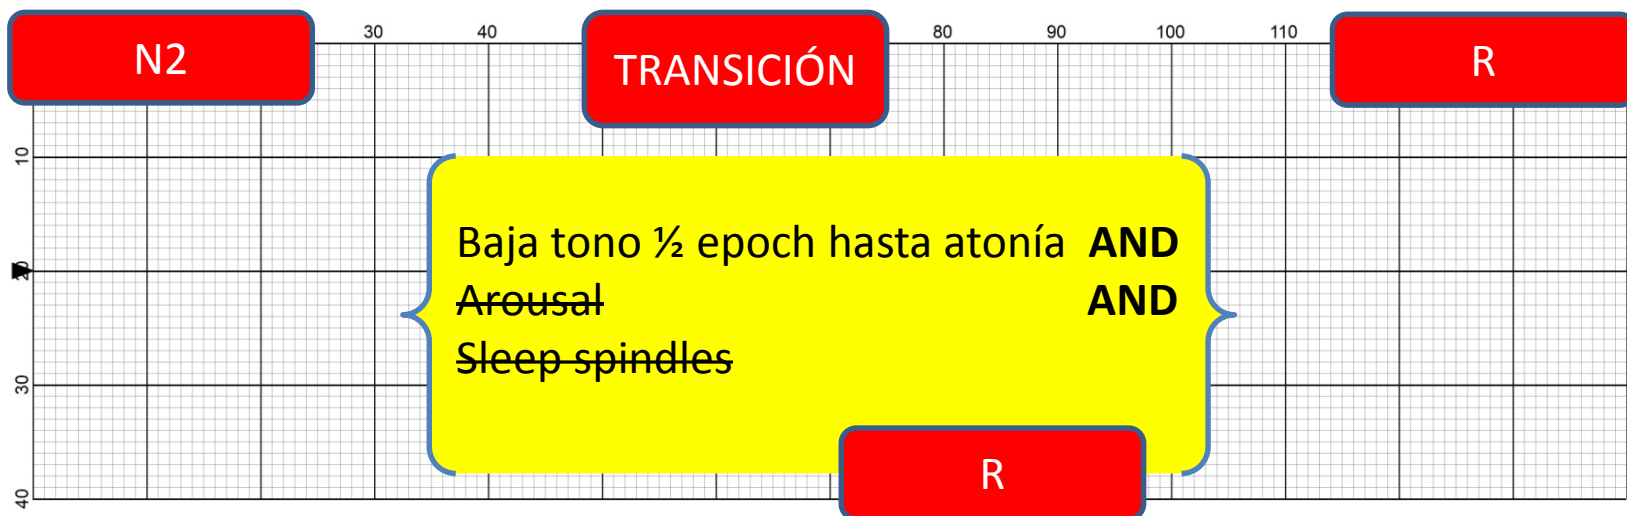 N2
30
40
TRANSICIÓN
80
90
100
110
R
10
Baja tono ½ epoch hasta atonía AND
20
Arousal AND
Sleep spindles
30
R
40